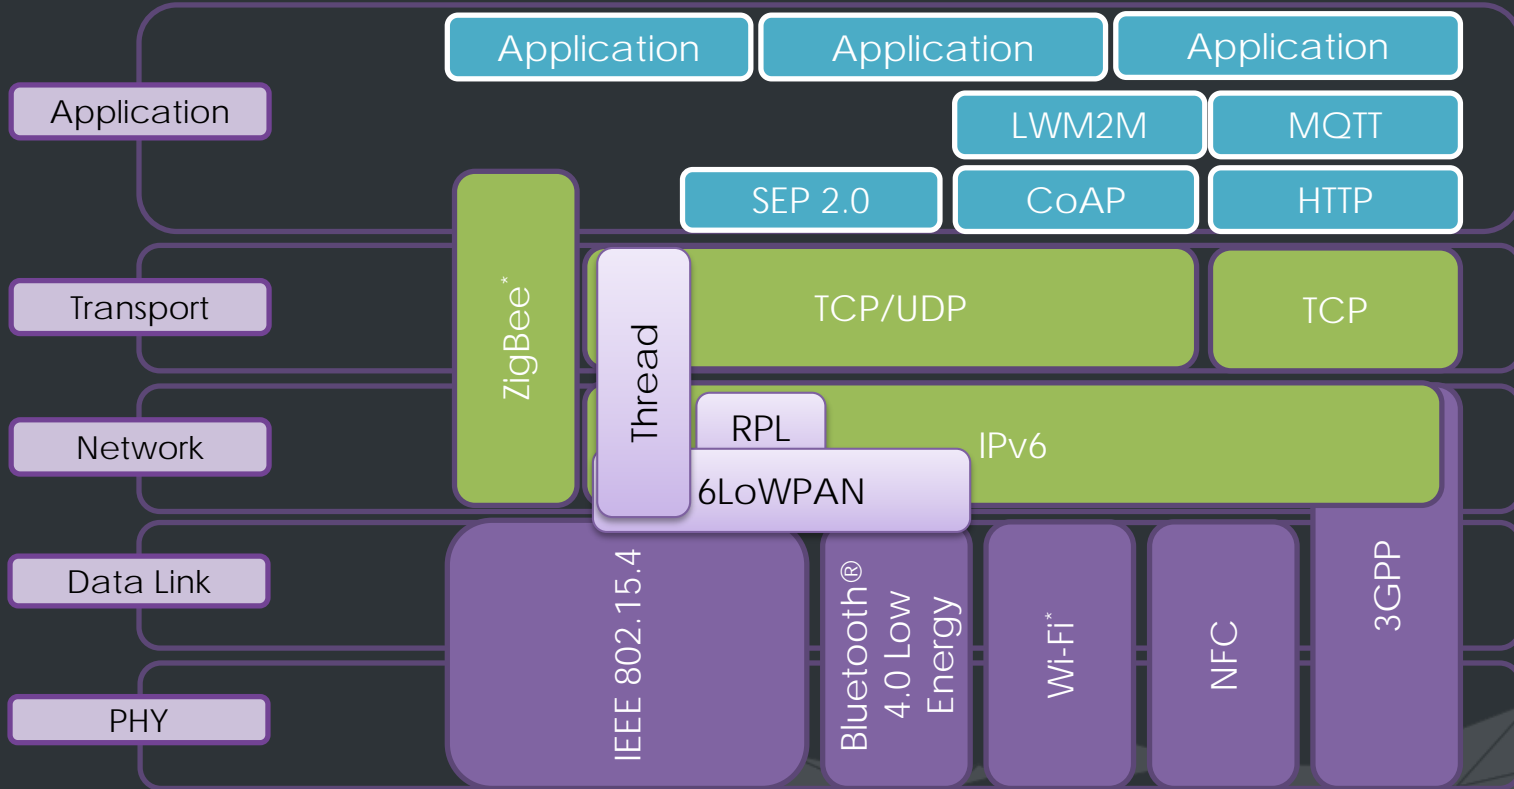 Application
Application
Application
Application
LWM2M
MQTT
SEP 2.0
CoAP
HTTP
Transport
ZigBee*
Thread
TCP/UDP
TCP
Network
RPL
IPv6
6LoWPAN
Data Link
IEEE 802.15.4
Bluetooth®
4.0 Low
Energy
Wi-Fi*
NFC
3GPP
PHY